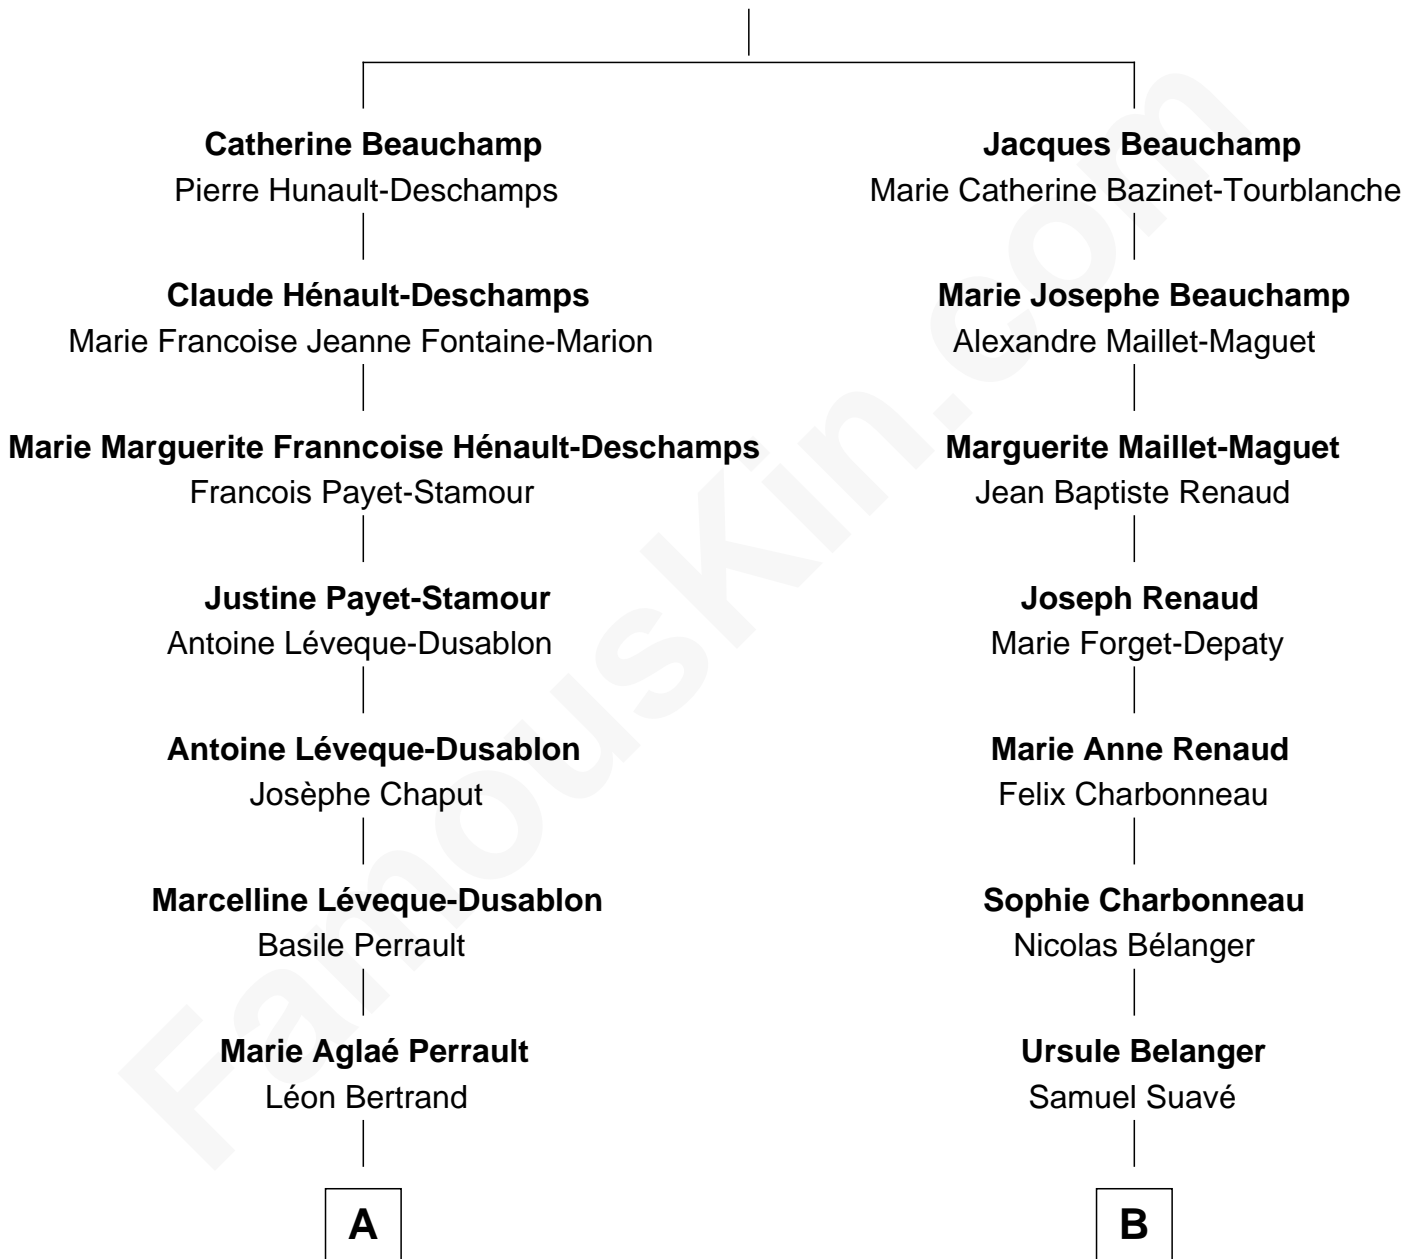 Catherine Beauchamp
Pierre Hunault-Deschamps
Claude Hénault-Deschamps
Marie Francoise Jeanne Fontaine-Marion
Marie Marguerite Franncoise Hénault-Deschamps
Francois Payet-Stamour
Justine Payet-Stamour
Antoine Léveque-Dusablon
Antoine Léveque-Dusablon
Josèphe Chaput
Marcelline Léveque-Dusablon
Basile Perrault
Marie Aglaé Perrault
Léon Bertrand
A
Jacques Beauchamp
Marie Catherine Bazinet-Tourblanche
Marie Josephe Beauchamp
Alexandre Maillet-Maguet
Marguerite Maillet-Maguet
Jean Baptiste Renaud
Joseph Renaud
Marie Forget-Depaty
Marie Anne Renaud
Felix Charbonneau
Sophie Charbonneau
Nicolas Bélanger
Ursule Belanger
Samuel Suavé
B
FamousKin.com